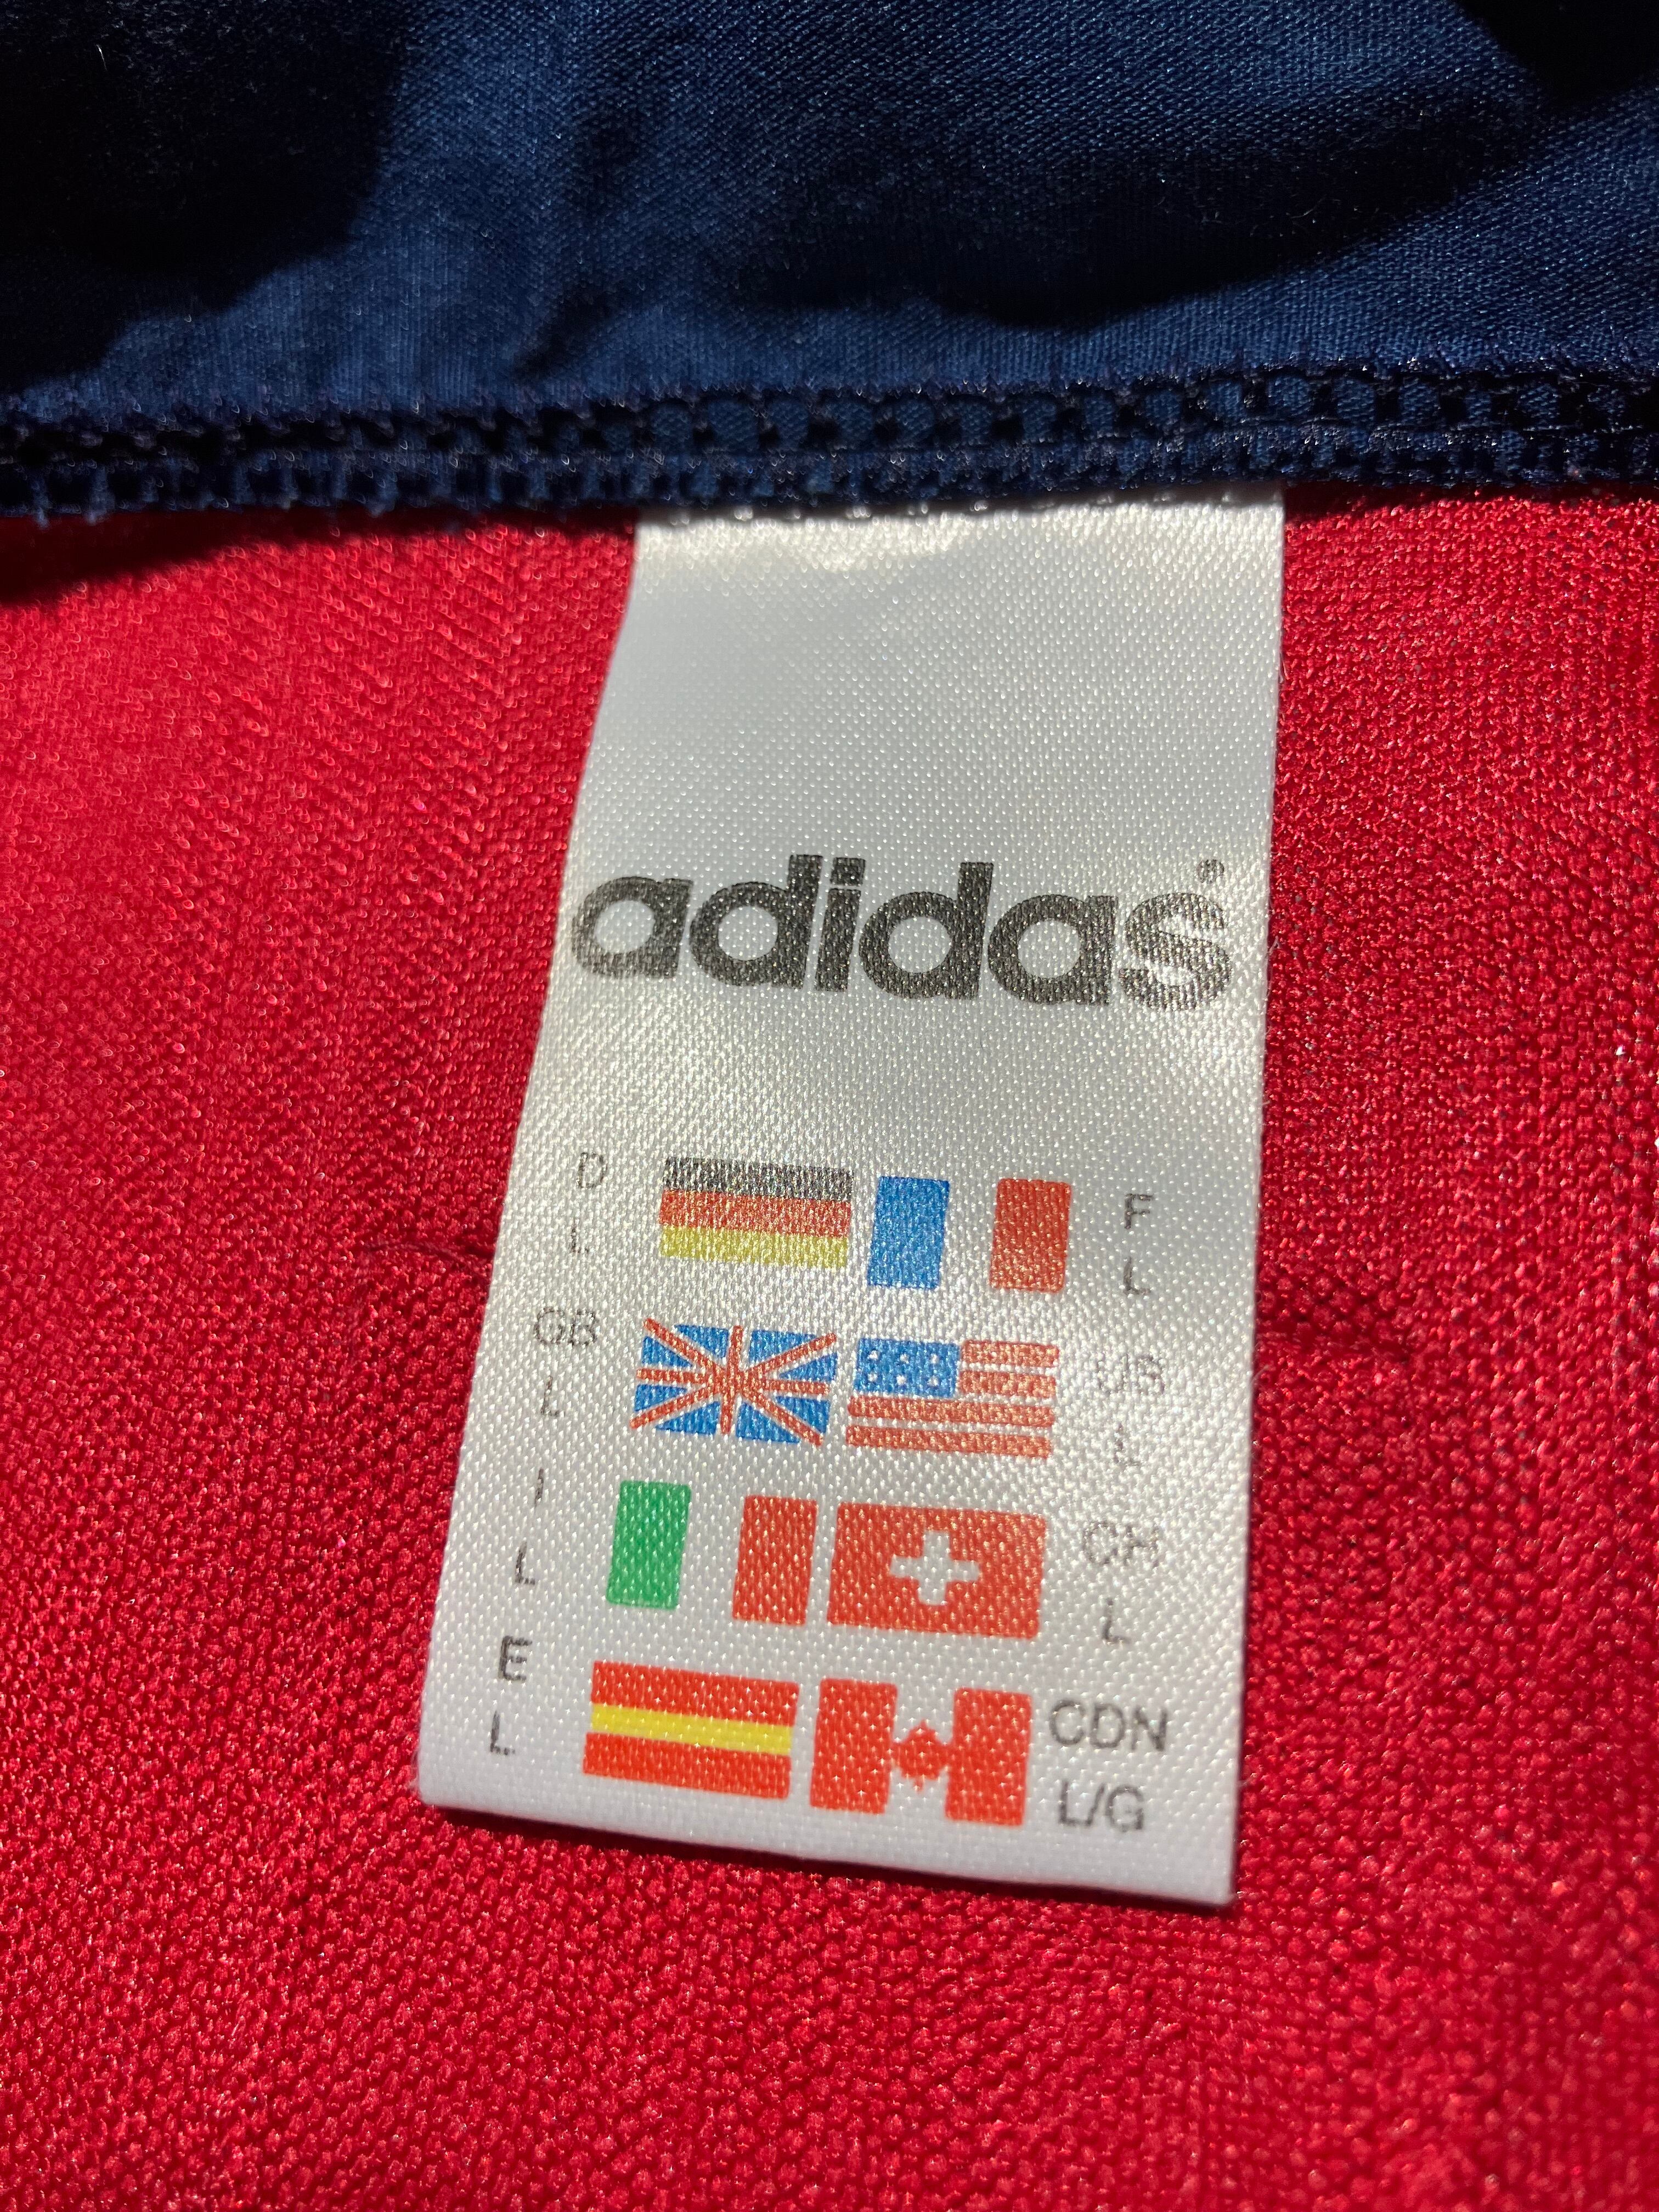 adidas®
D F
L L
GB US
L L
I CH
L L
E CDN
L L/G